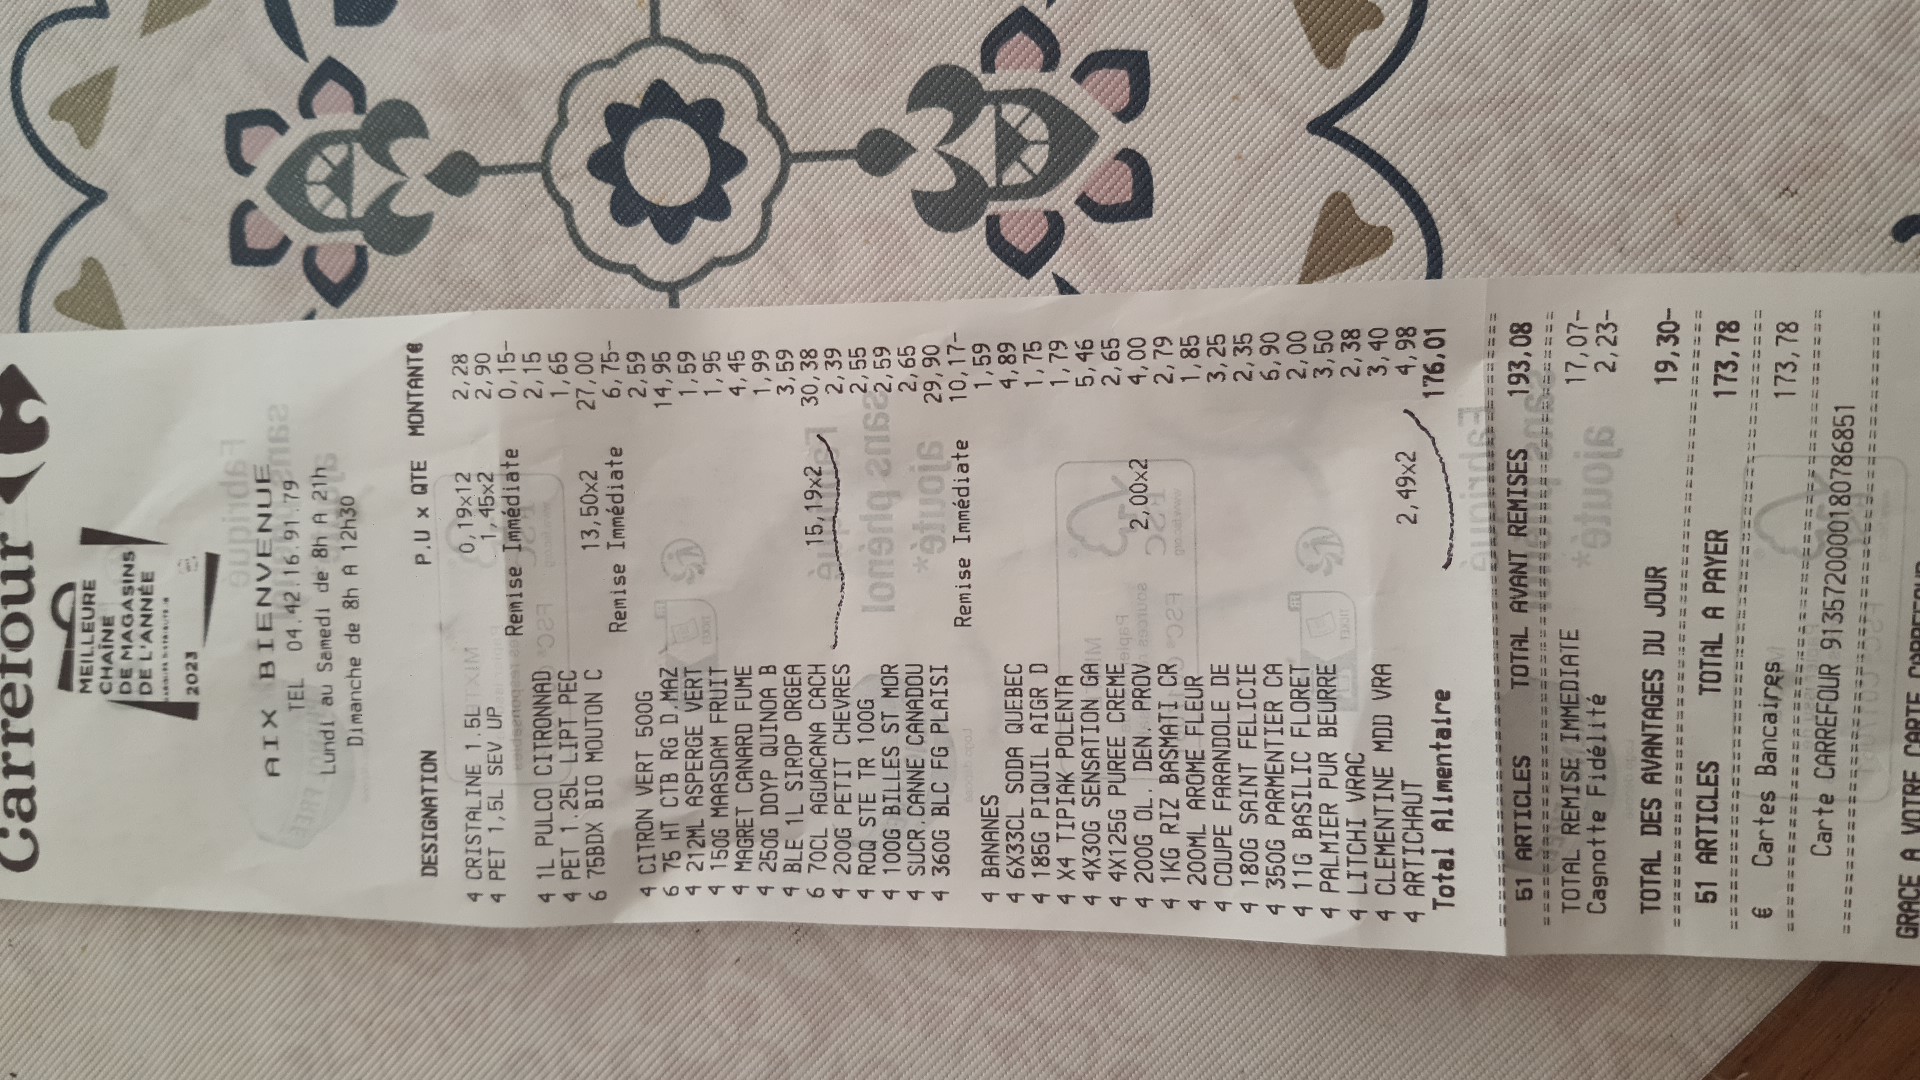 Carrefour
MEILLEURE
CHAÎNE
DE MAGASINS
DE L'ANNÉE
2023
AIX BIENVENUE
TEL 04.42.16.91.79
Lundi au Samedi de 8h A 21h
Dimanche de 8h A 12h30
DESIGNATION P.U x QTE MONTANT€
4 CRISTALINE 1.5L 0,19x12 2,28
4 PET 1,5L SEV UP 1,45x2 2,90
Remise Immédiate 0,15-
4 1L PULCO CITRONNAD 2,15
4 PET 1.25L LIPT PEC 1,65
6 75BDX BIO MOUTON C 13,50x2 27,00
Remise Immédiate 6,75-
4 CITRON VERT 500G 2,59
6 75 HT CTB RG D.MAZ 14,95
4 212ML ASPERGE VERT 1,59
4 150G MAASDAM FRUIT 1,95
4 MAGRET CANARD FUME 4,45
4 250G DOYP QUINOA B 1,99
4 BLE 1L SIROP ORGEA 3,59
6 70CL AGUACANA CACH 15,19x2 30,38
4 200G PETIT CHEVRES 2,39
4 ROQ STE TR 100G 2,55
4 100G BILLES ST MOR 2,59
4 SUCR.CANNE CANADOU 2,65
4 360G BLC FG PLAISI 29,90
Remise Immédiate 10,17-
4 BANANES 1,59
4 6X33CL SODA QUEBEC 4,89
4 185G PIQUIL AIGR D 1,75
4 X4 TIPIAK POLENTA 1,79
4 4X30G SENSATION GA 5,46
4 4X125G PUREE CREME 2,65
4 200G OL. DEN. PROV 2,00x2 4,00
4 1KG RIZ BASMATI CR 2,79
4 200ML AROME FLEUR 1,85
4 COUPE FARANDOLE DE 3,25
4 180G SAINT FELICIE 2,35
4 350G PARMENTIER CA 6,90
4 11G BASILIC FLORET 2,00
4 PALMIER PUR BEURRE 3,50
4 LITCHI VRAC 2,38
4 CLEMENTINE MDD VRA 3,40
4 ARTICHAUT 2,49x2 4,98
Total Alimentaire 176,01
51 ARTICLES TOTAL AVANT REMISES 193,08
TOTAL REMISE IMMEDIATE 17,07-
Cagnotte Fidélité 2,23-
TOTAL DES AVANTAGES DU JOUR 19,30-
51 ARTICLES TOTAL A PAYER 173,78
€ Cartes Bancaires 173,78
Carte CARREFOUR 9135720000180786851
GRACE A VOTRE CARTE CARREFOUR